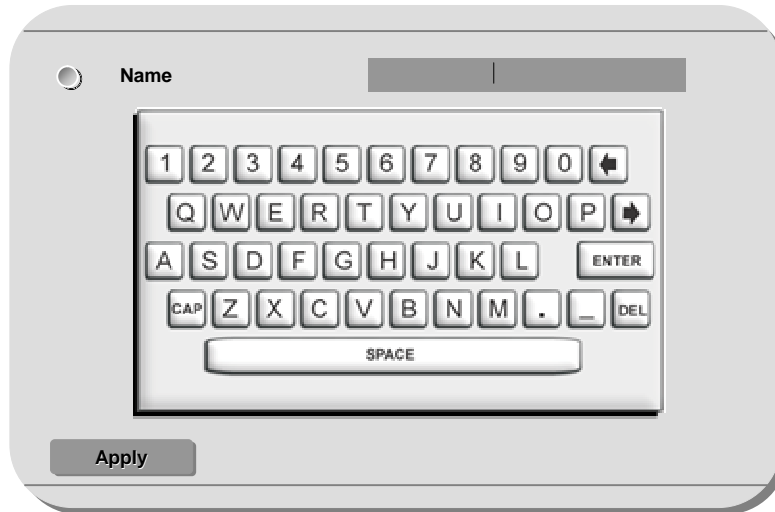 Name
1 2 3 4 5 6 7 8 9 0
Q W E R T Y U I O P
A S D F G H J K L ENTER
CAP Z X C V B N M . _ DEL
SPACE
Apply